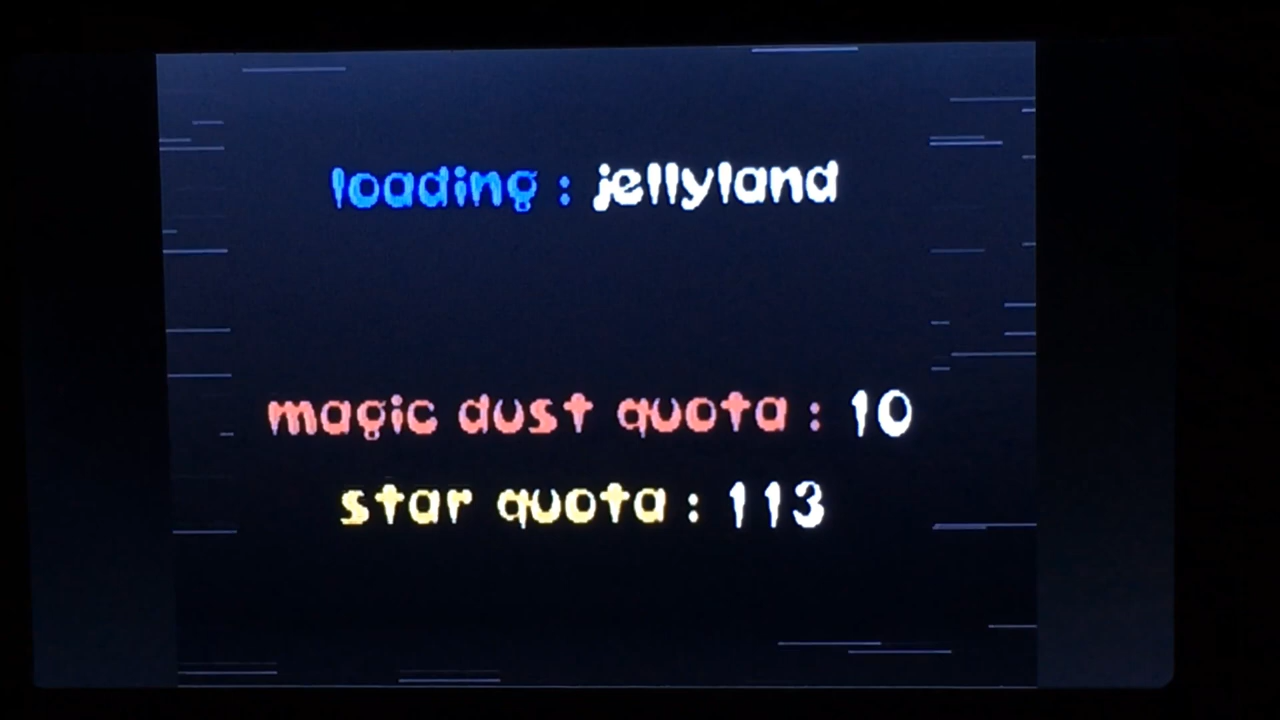 loading : jellyland
magic dust quota : 10
star quota : 113